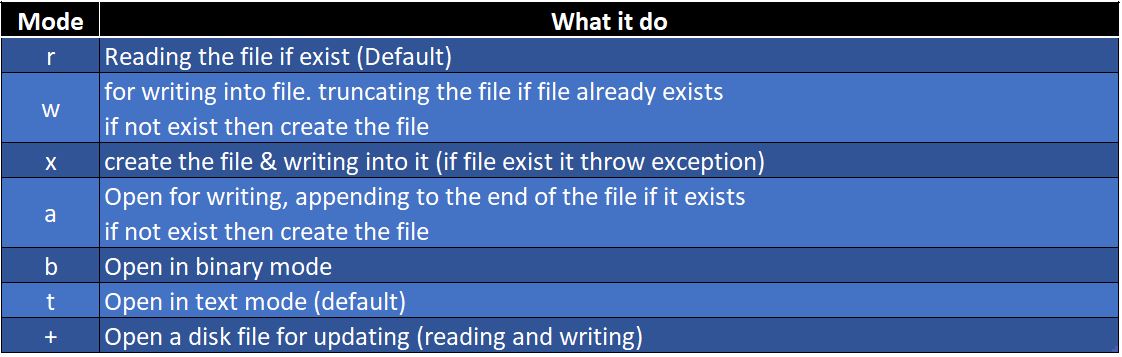 Mode What it do
r Reading the file if exist (Default)
w for writing into file. truncating the file if file already exists
if not exist then create the file
x create the file & writing into it (if file exist it throw exception)
a Open for writing, appending to the end of the file if it exists
if not exist then create the file
b Open in binary mode
t Open in text mode (default)
+ Open a disk file for updating (reading and writing)